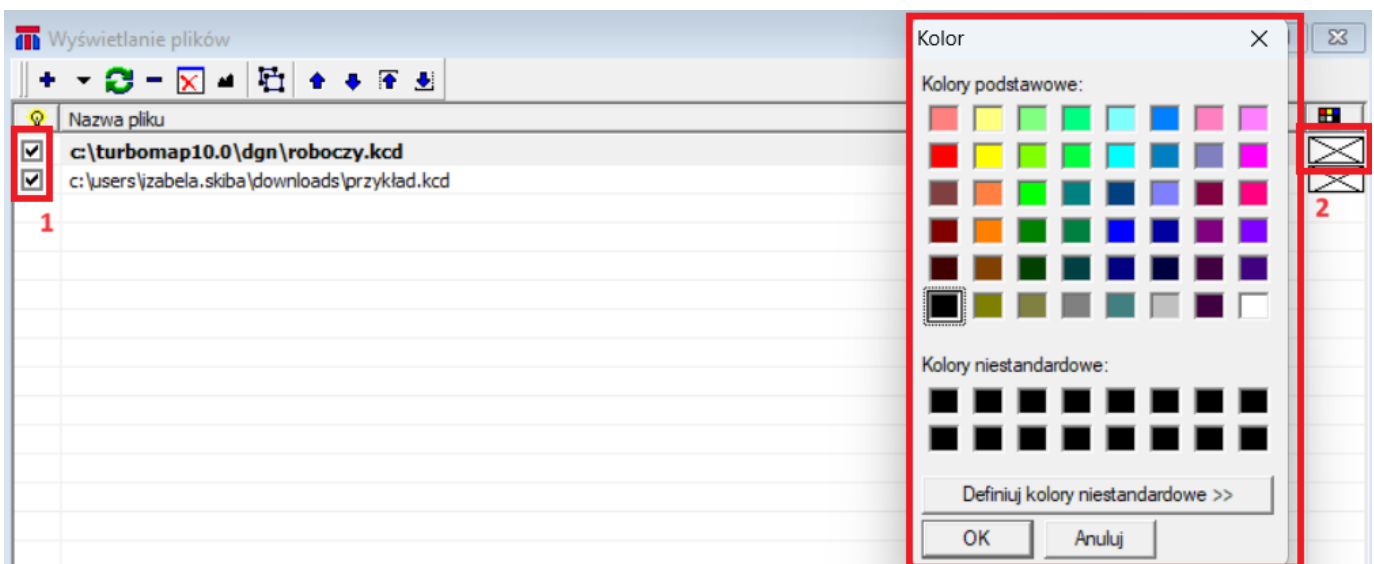 Wyświetlanie plików
Nazwa pliku
c:\turbomap10.0\dgn\roboczy.kcd
c:\users\izabela.skiba\downloads\przykład.kcd
1
Kolor
Kolory podstawowe:
Kolory niestandardowe:
Definiuj kolory niestandardowe >>
OK Anuluj
2